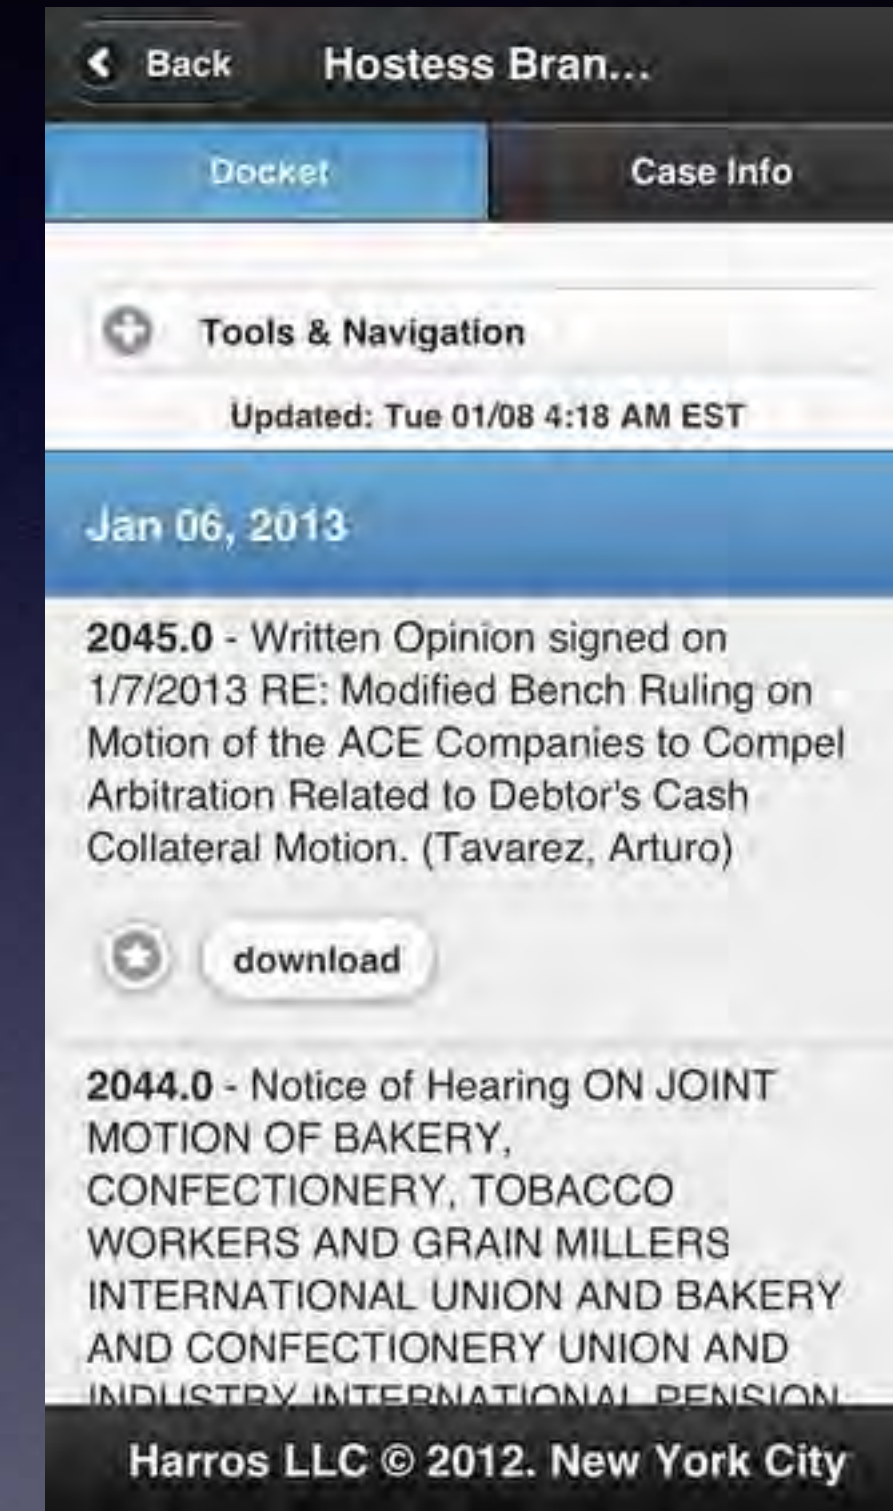 Back
Hostess Bran...
Docket
Case Info
Tools & Navigation
Updated: Tue 01/08 4:18 AM EST
Jan 06, 2013
2045.0 - Written Opinion signed on
1/7/2013 RE: Modified Bench Ruling on
Motion of the ACE Companies to Compel
Arbitration Related to Debtor's Cash
Collateral Motion. (Tavarez, Arturo)
download
2044.0 - Notice of Hearing ON JOINT
MOTION OF BAKERY,
CONFECTIONERY, TOBACCO
WORKERS AND GRAIN MILLERS
INTERNATIONAL UNION AND BAKERY
AND CONFECTIONERY UNION AND
INDUSTRY INTERNATIONAL PENSION
Harros LLC © 2012. New York City